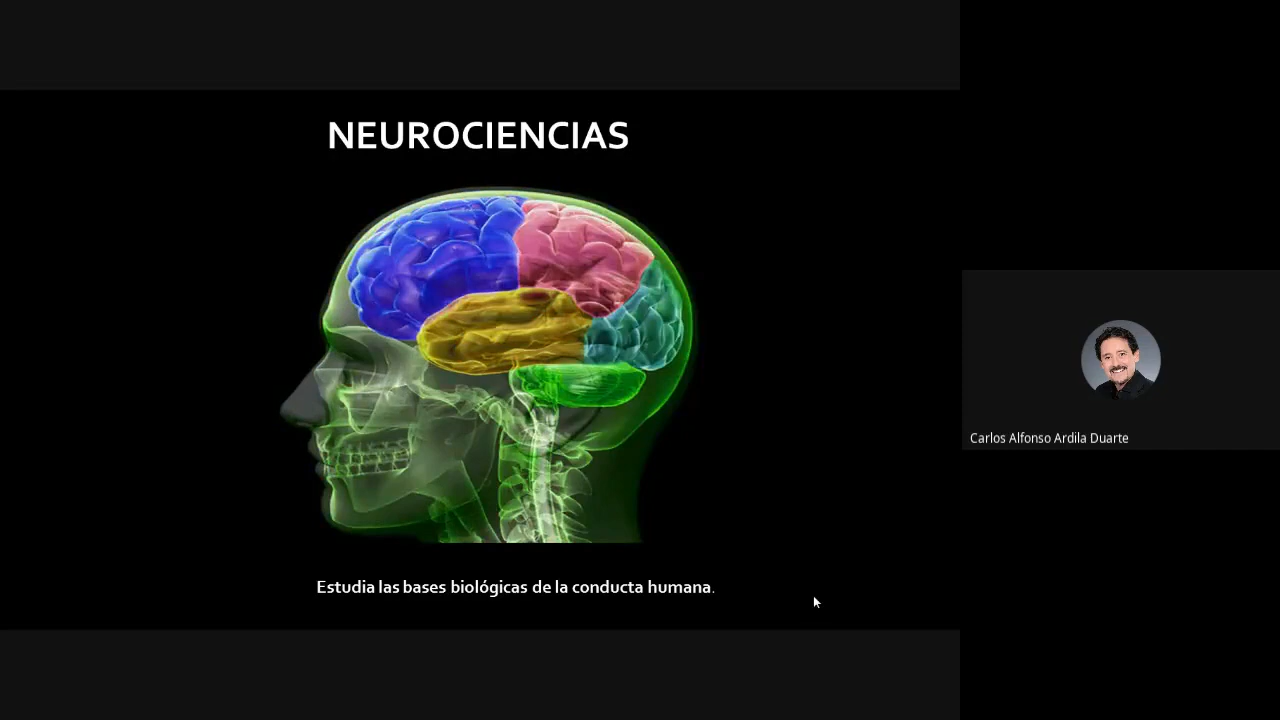 NEUROCIENCIAS
Estudia las bases biológicas de la conducta humana.
Carlos Alfonso Ardila Duarte